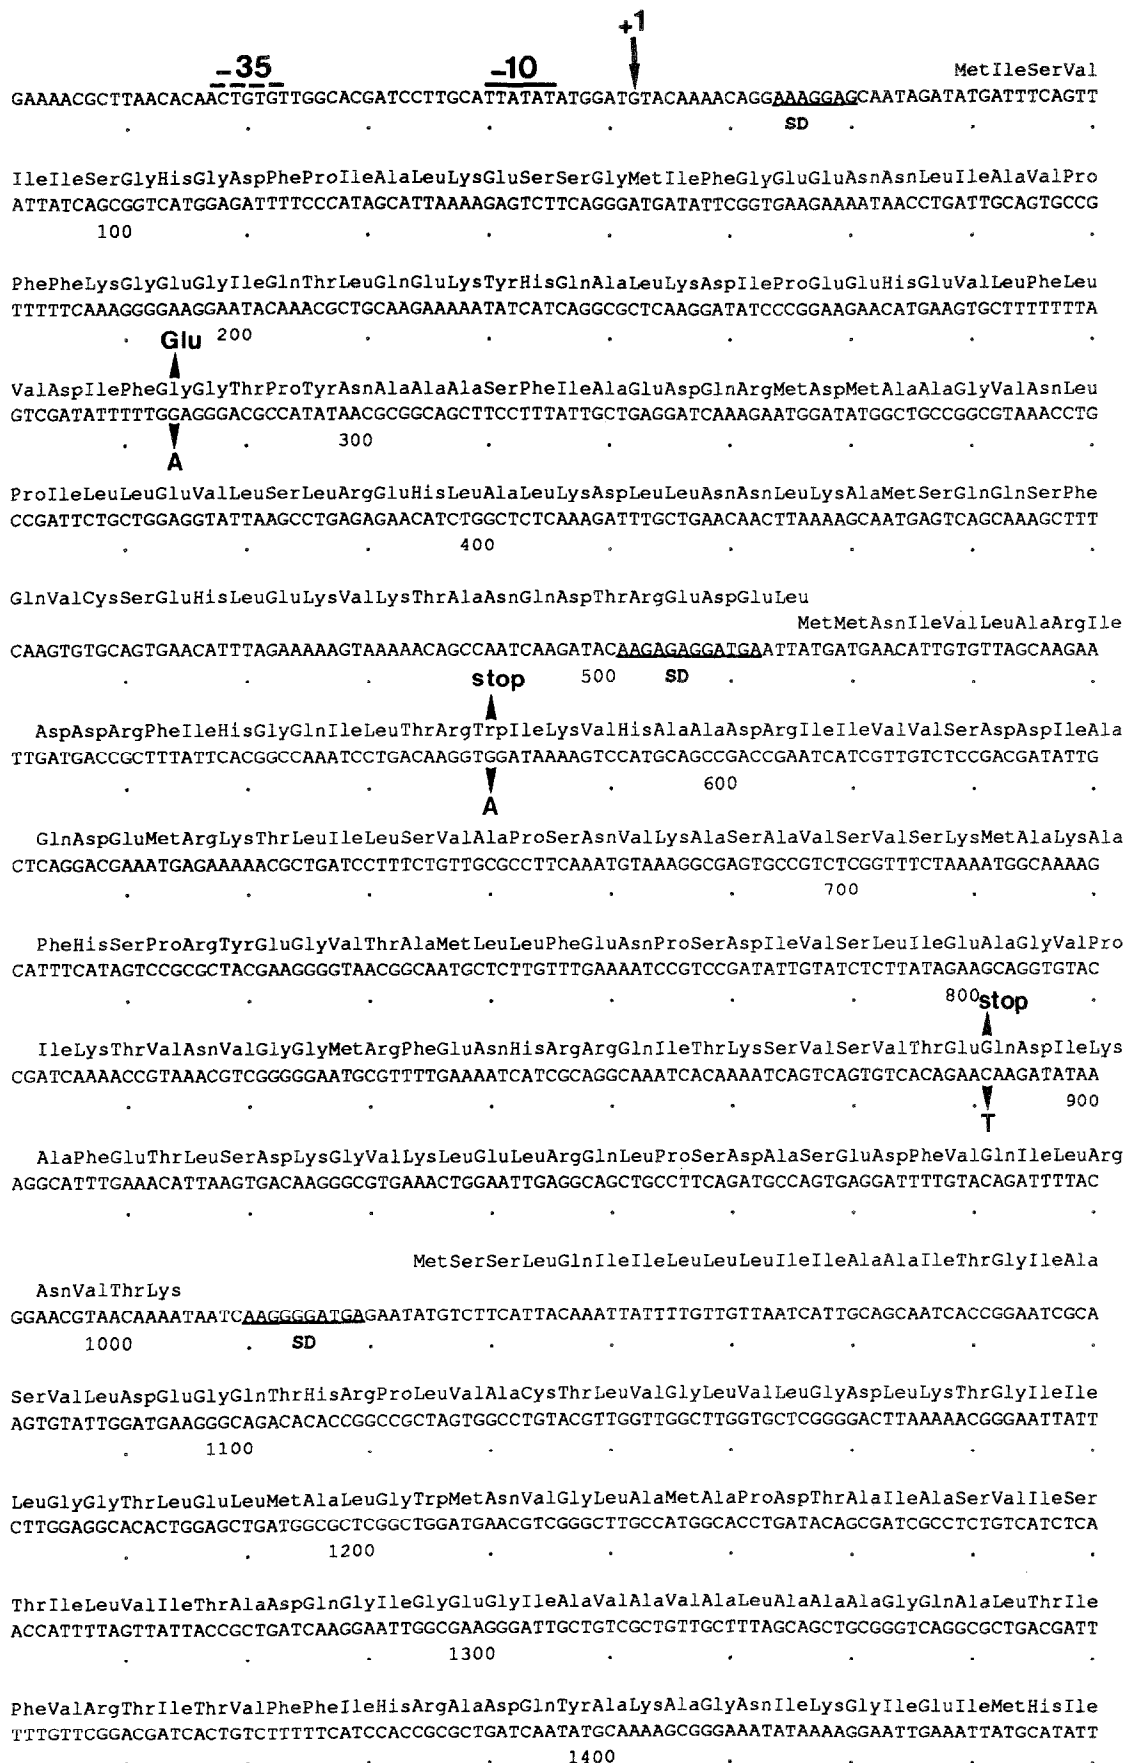 +1
-35 -10
MetIleSerVal
GAAAACGCTTAACACAACTGTGTTGGCACGATCCTTGCATTATATATGGATGTACAAAACAGGAAAGGAGCAATAGATATGATTTCAGTT
SD
IleIleSerGlyHisGlyAspPheProIleAlaLeuLysGluSerSerGlyMetIlePheGlyGluGluAsnAsnLeuIleAlaValPro
ATTATCAGCGGTCATGGAGATTTTCCCATAGCATTAAAAGAGTCTTCAGGGATGATATTCGGTGAAGAAAATAACCTGATTGCAGTGCCG
100
PhePheLysGlyGluGlyIleGlnThrLeuGlnGluLysTyrHisGlnAlaLeuLysAspIleProGluGluHisGluValLeuPheLeu
TTTTTCAAAGGGGAAGGAATACAAACGCTGCAAGAAAAATATCATCAGGCGCTCAAGGATATCCCGGAAGAACATGAAGTGCTTTTTTTA
Glu 200
ValAspIlePheGlyGlyThrProTyrAsnAlaAlaAlaSerPheIleAlaGluAspGlnArgMetAspMetAlaAlaGlyValAsnLeu
GTCGATATTTTTGGAGGGACGCCATATAACGCGGCAGCTTCCTTTATTGCTGAGGATCAAAGAATGGATATGGCTGCCGGCGTAAACCTG
A 300
ProIleLeuLeuGluValLeuSerLeuArgGluHisLeuAlaLeuLysAspLeuLeuAsnAsnLeuLysAlaMetSerGlnGlnSerPhe
CCGATTCTGCTGGAGGTATTAAGCCTGAGAGAACATCTGGCTCTCAAAGATTTGCTGAACAACTTAAAAGCAATGAGTCAGCAAAGCTTT
400
GlnValCysSerGluHisLeuGluLysValLysThrAlaAsnGlnAspThrArgGluAspGluLeu
MetMetAsnIleValLeuAlaArgIle
CAAGTGTGCAGTGAACATTTAGAAAAAGTAAAAACAGCCAATCAAGATACAAGAGAGGATGAATTATGATGAACATTGTGTTAGCAAGAA
stop 500 SD
AspAspArgPheIleHisGlyGlnIleLeuThrArgTrpIleLysValHisAlaAlaAspArgIleIleValValSerAspAspIleAla
TTGATGACCGCTTTATTCACGGCCAAATCCTGACAAGGTGGATAAAAGTCCATGCAGCCGACCGAATCATCGTTGTCTCCGACGATATTG
A 600
GlnAspGluMetArgLysThrLeuIleLeuSerValAlaProSerAsnValLysAlaSerAlaValSerValSerLysMetAlaLysAla
CTCAGGACGAAATGAGAAAAACGCTGATCCTTTCTGTTGCGCCTTCAAATGTAAAGGCGAGTGCCGTCTCGGTTTCTAAAATGGCAAAAG
700
PheHisSerProArgTyrGluGlyValThrAlaMetLeuLeuPheGluAsnProSerAspIleValSerLeuIleGluAlaGlyValPro
CATTTCATAGTCCGCGCTACGAAGGGGTAACGGCAATGCTCTTGTTTGAAAATCCGTCCGATATTGTATCTCTTATAGAAGCAGGTGTAC
800 stop
IleLysThrValAsnValGlyGlyMetArgPheGluAsnHisArgArgGlnIleThrLysSerValSerValThrGluGlnAspIleLys
CGATCAAAACCGTAAACGTCGGGGGAATGCGTTTTGAAAATCATCGCAGGCAAATCACAAAATCAGTCAGTGTCACAGAACAAGATATAA
T 900
AlaPheGluThrLeuSerAspLysGlyValLysLeuGluLeuArgGlnLeuProSerAspAlaSerGluAspPheValGlnIleLeuArg
AGGCATTTGAAACATTAAGTGACAAGGGCGTGAAACTGGAATTGAGGCAGCTGCCTTCAGATGCCAGTGAGGATTTTGTACAGATTTTAC
MetSerSerLeuGlnIleIleLeuLeuLeuIleIleAlaAlaIleThrGlyIleAla
AsnValThrLys
GGAACGTAACAAAATAATCAAGGGGATGAGAATATGTCTTCATTACAAATTATTTTGTTGTTAATCATTGCAGCAATCACCGGAATCGCA
1000 SD
SerValLeuAspGluGlyGlnThrHisArgProLeuValAlaCysThrLeuValGlyLeuValLeuGlyAspLeuLysThrGlyIleIle
AGTGTATTGGATGAAGGGCAGACACACCGGCCGCTAGTGGCCTGTACGTTGGTTGGCTTGGTGCTCGGGGACTTAAAAACGGGAATTATT
1100
LeuGlyGlyThrLeuGluLeuMetAlaLeuGlyTrpMetAsnValGlyLeuAlaMetAlaProAspThrAlaIleAlaSerValIleSer
CTTGGAGGCACACTGGAGCTGATGGCGCTCGGCTGGATGAACGTCGGGCTTGCCATGGCACCTGATACAGCGATCGCCTCTGTCATCTCA
1200
ThrIleLeuValIleThrAlaAspGlnGlyIleGlyGluGlyIleAlaValAlaValAlaLeuAlaAlaAlaGlyGlnAlaLeuThrIle
ACCATTTTAGTTATTACCGCTGATCAAGGAATTGGCGAAGGGATTGCTGTCGCTGTTGCTTTAGCAGCTGCGGGTCAGGCGCTGACGATT
1300
PheValArgThrIleThrValPhePheIleHisArgAlaAspGlnTyrAlaLysAlaGlyAsnIleLysGlyIleGluIleMetHisIle
TTTGTTCGGACGATCACTGTCTTTTTCATCCACCGCGCTGATCAATATGCAAAAGCGGGAAATATAAAAGGAATTGAAATTATGCATATT
1400